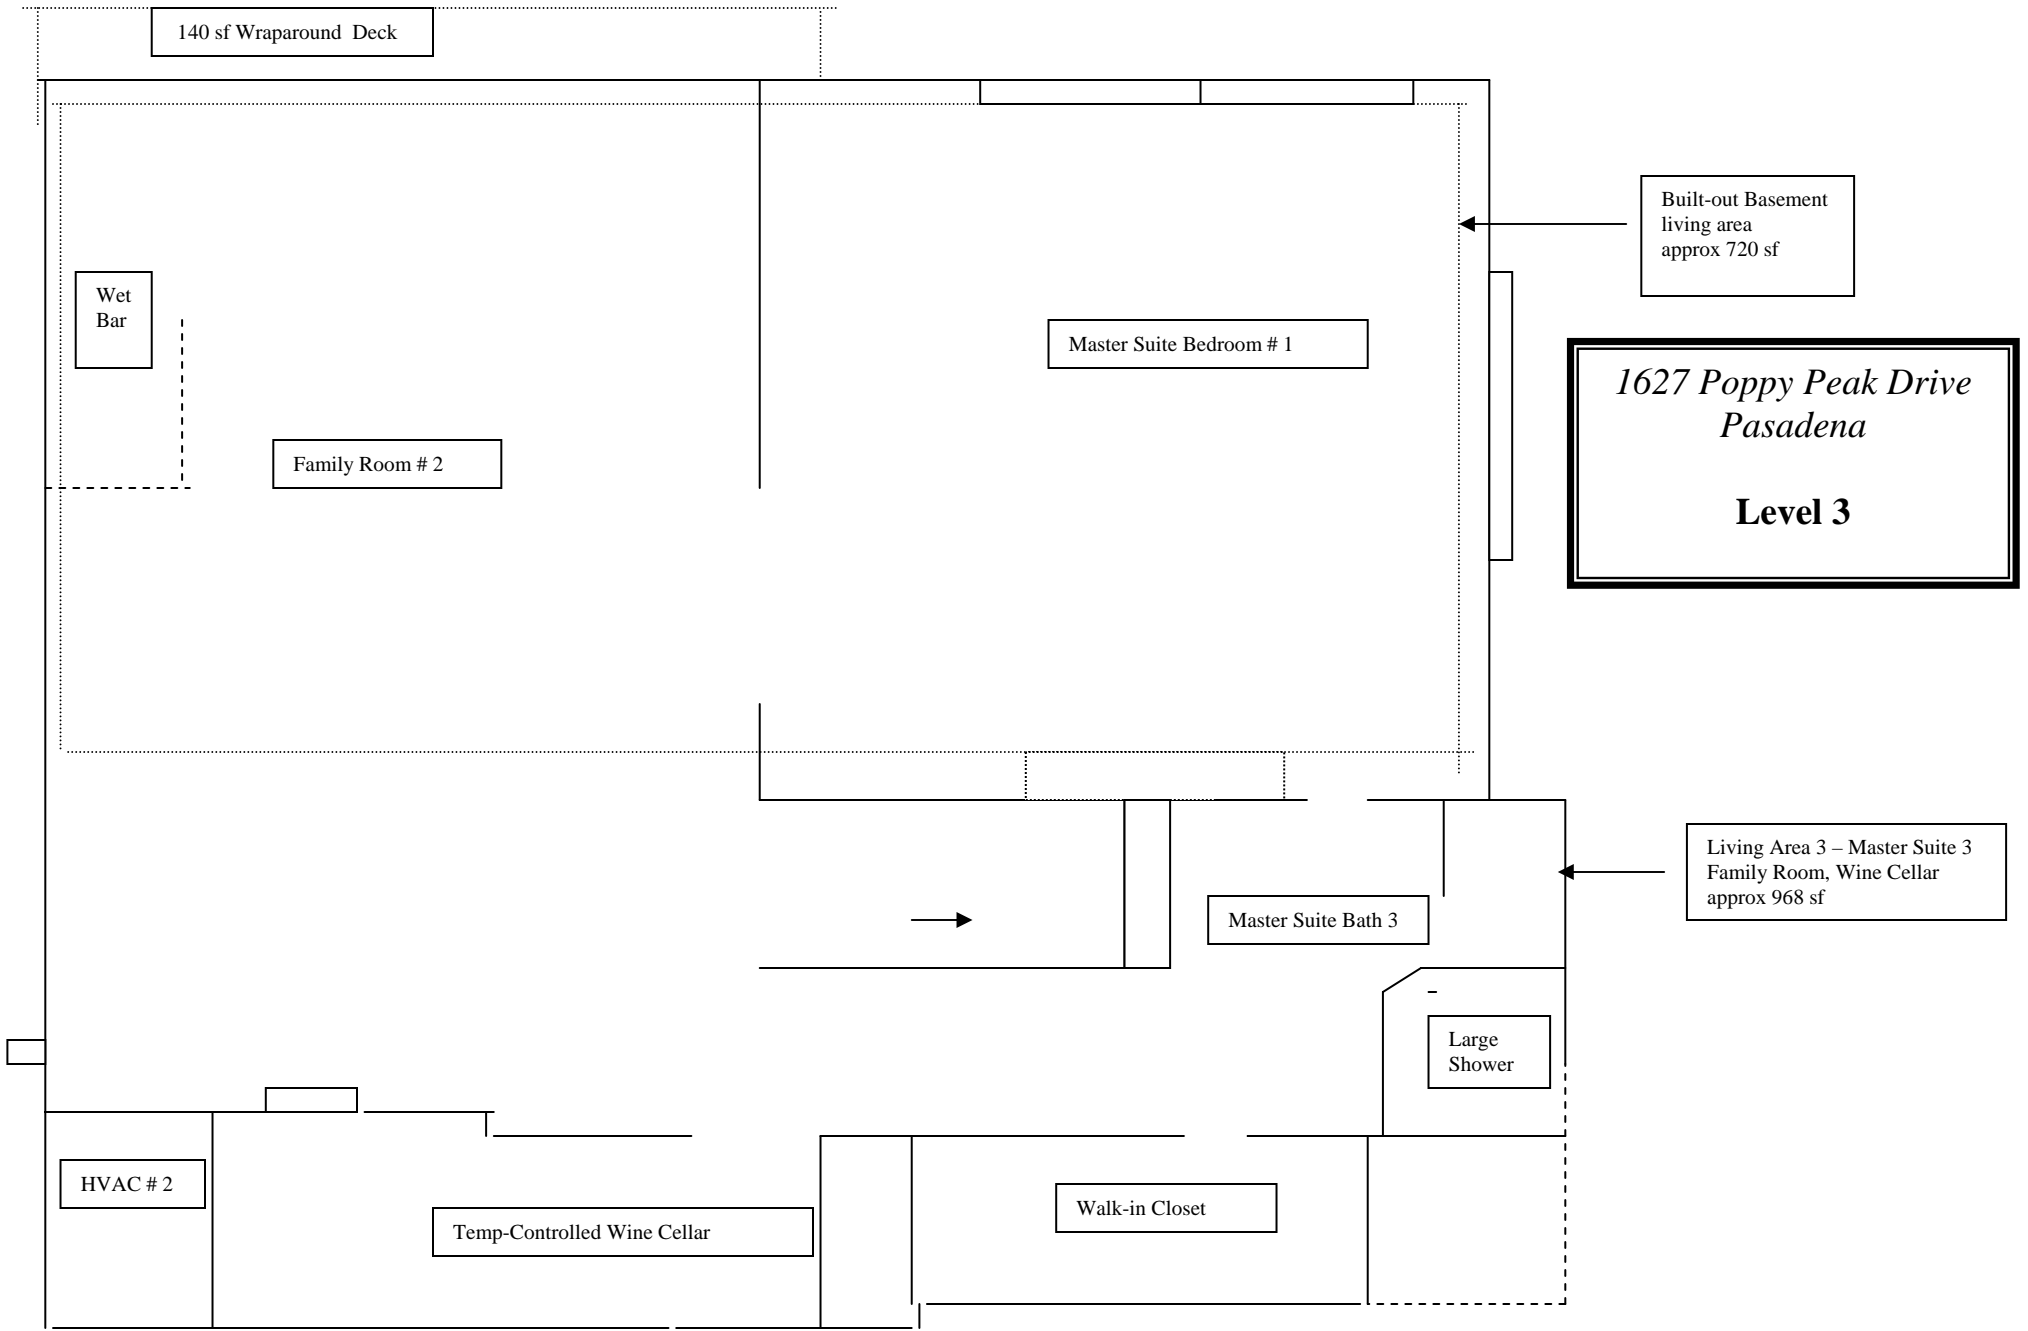 140 sf Wraparound  Deck
Built-out Basement
living area
approx 720 sf
Wet
Bar
Master Suite Bedroom # 1
1627 Poppy Peak Drive
Pasadena
Level 3
Family Room # 2
Living Area 3 – Master Suite 3
Family Room, Wine Cellar
approx 968 sf
Master Suite Bath 3
Large
Shower
HVAC # 2
Temp-Controlled Wine Cellar
Walk-in Closet